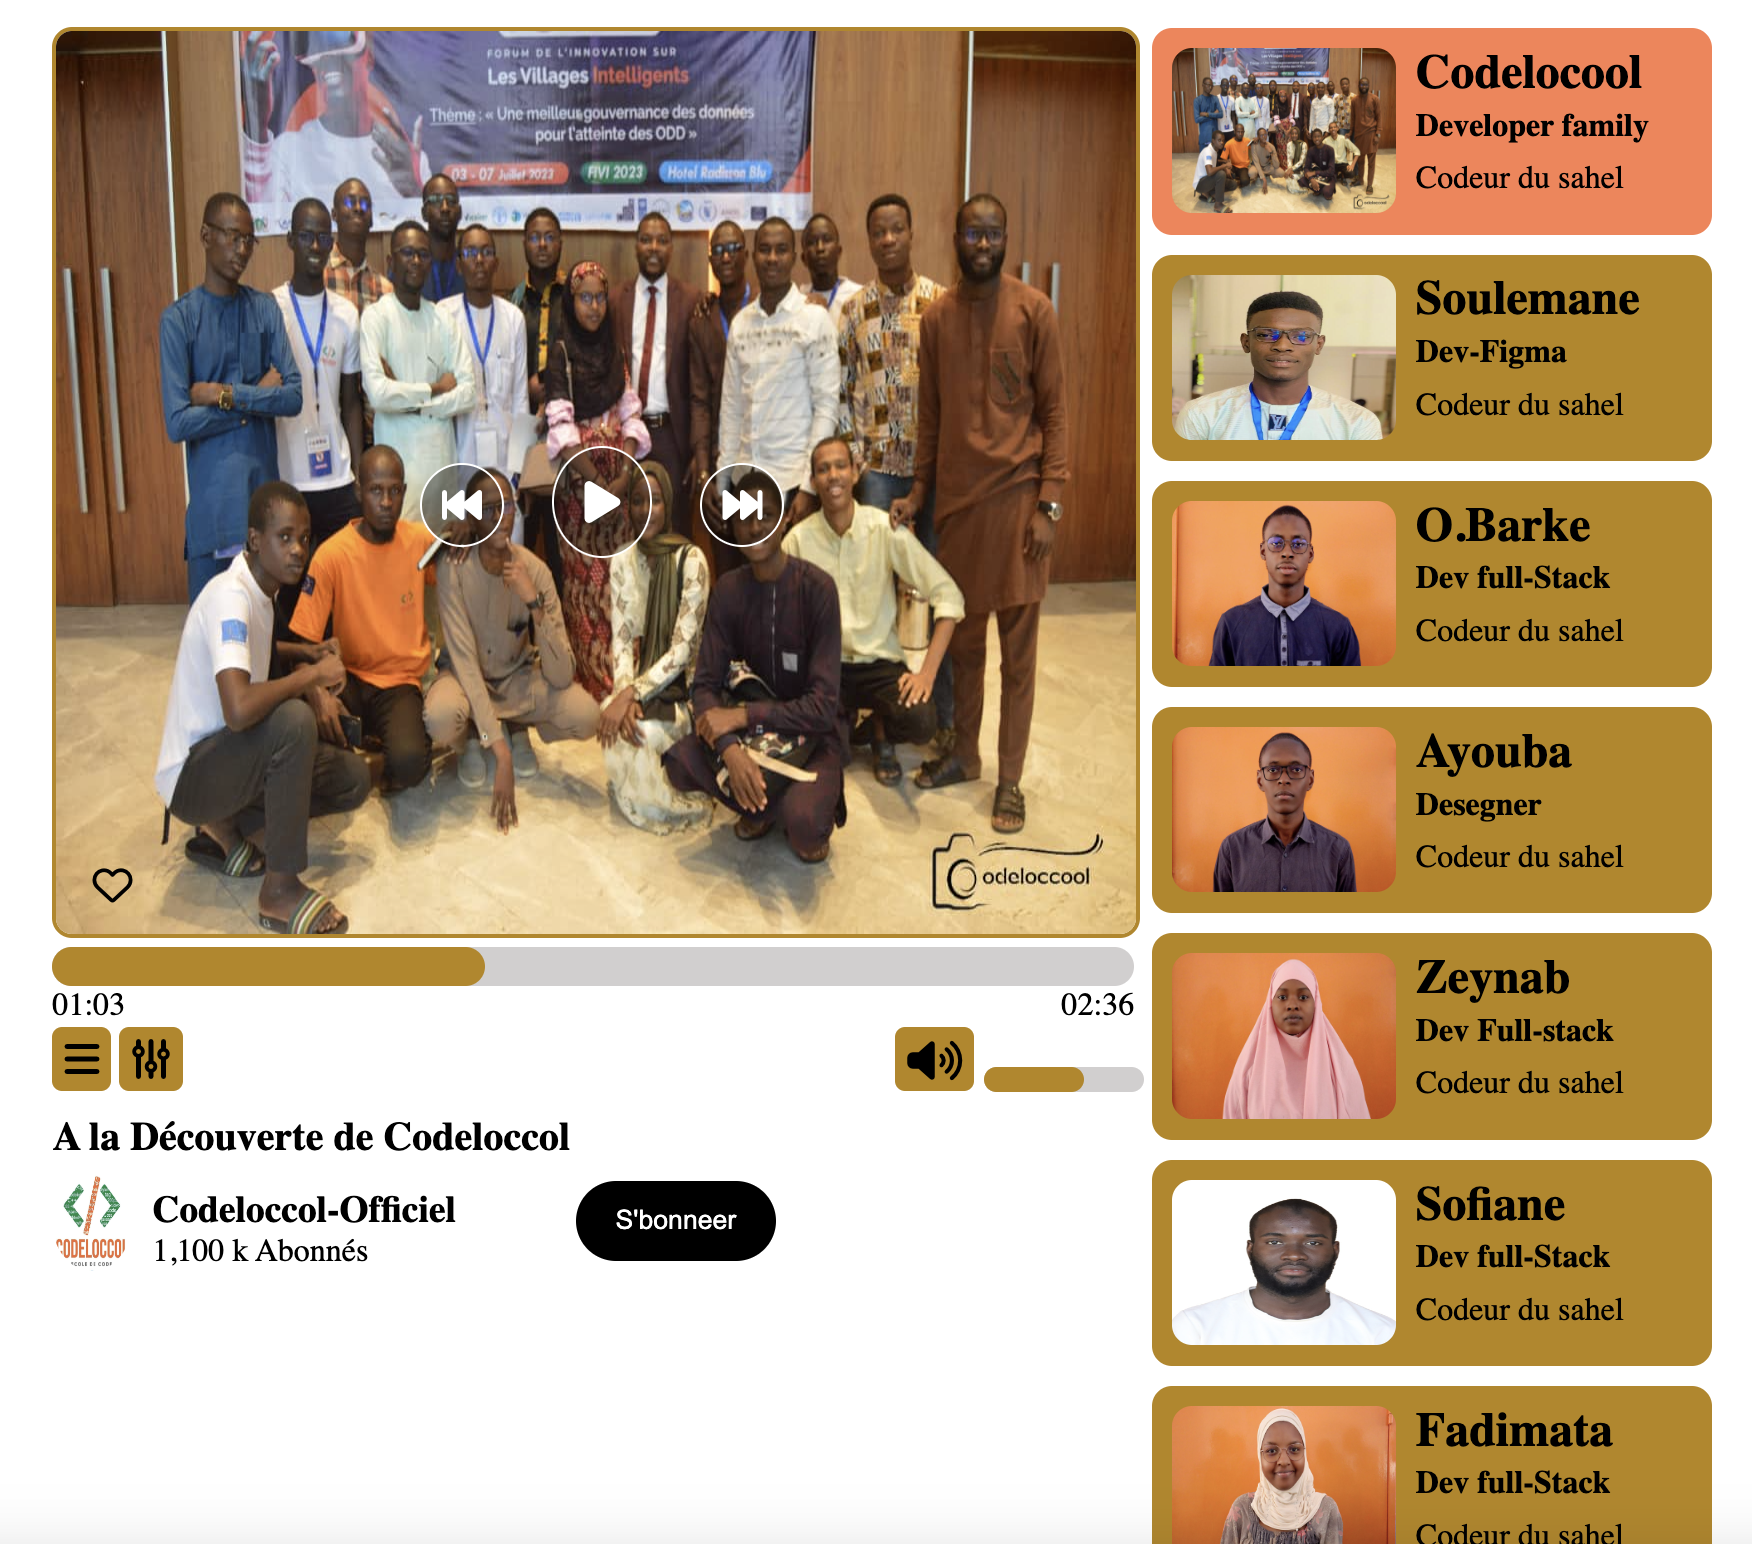 FORUM DE L'INNOVATION SUR
Les Villages Intelligents
Thème : « Une meilleus gouvernance des données
pour l'atteinte des ODD »
03 - 07 Juillet 2023
FIVI 2023
Hotel Radisson Blu
odeloccool
01:03
02:36
A la Découverte de Codeloccol
CODELOCCOL
Codeloccol-Officiel
1,100 k Abonnés
S'bonneer
Codelocool
Developer family
Codeur du sahel
Soulemane
Dev-Figma
Codeur du sahel
O.Barke
Dev full-Stack
Codeur du sahel
Ayouba
Desegner
Codeur du sahel
Zeynab
Dev Full-stack
Codeur du sahel
Sofiane
Dev full-Stack
Codeur du sahel
Fadimata
Dev full-Stack
Codeur du sahel